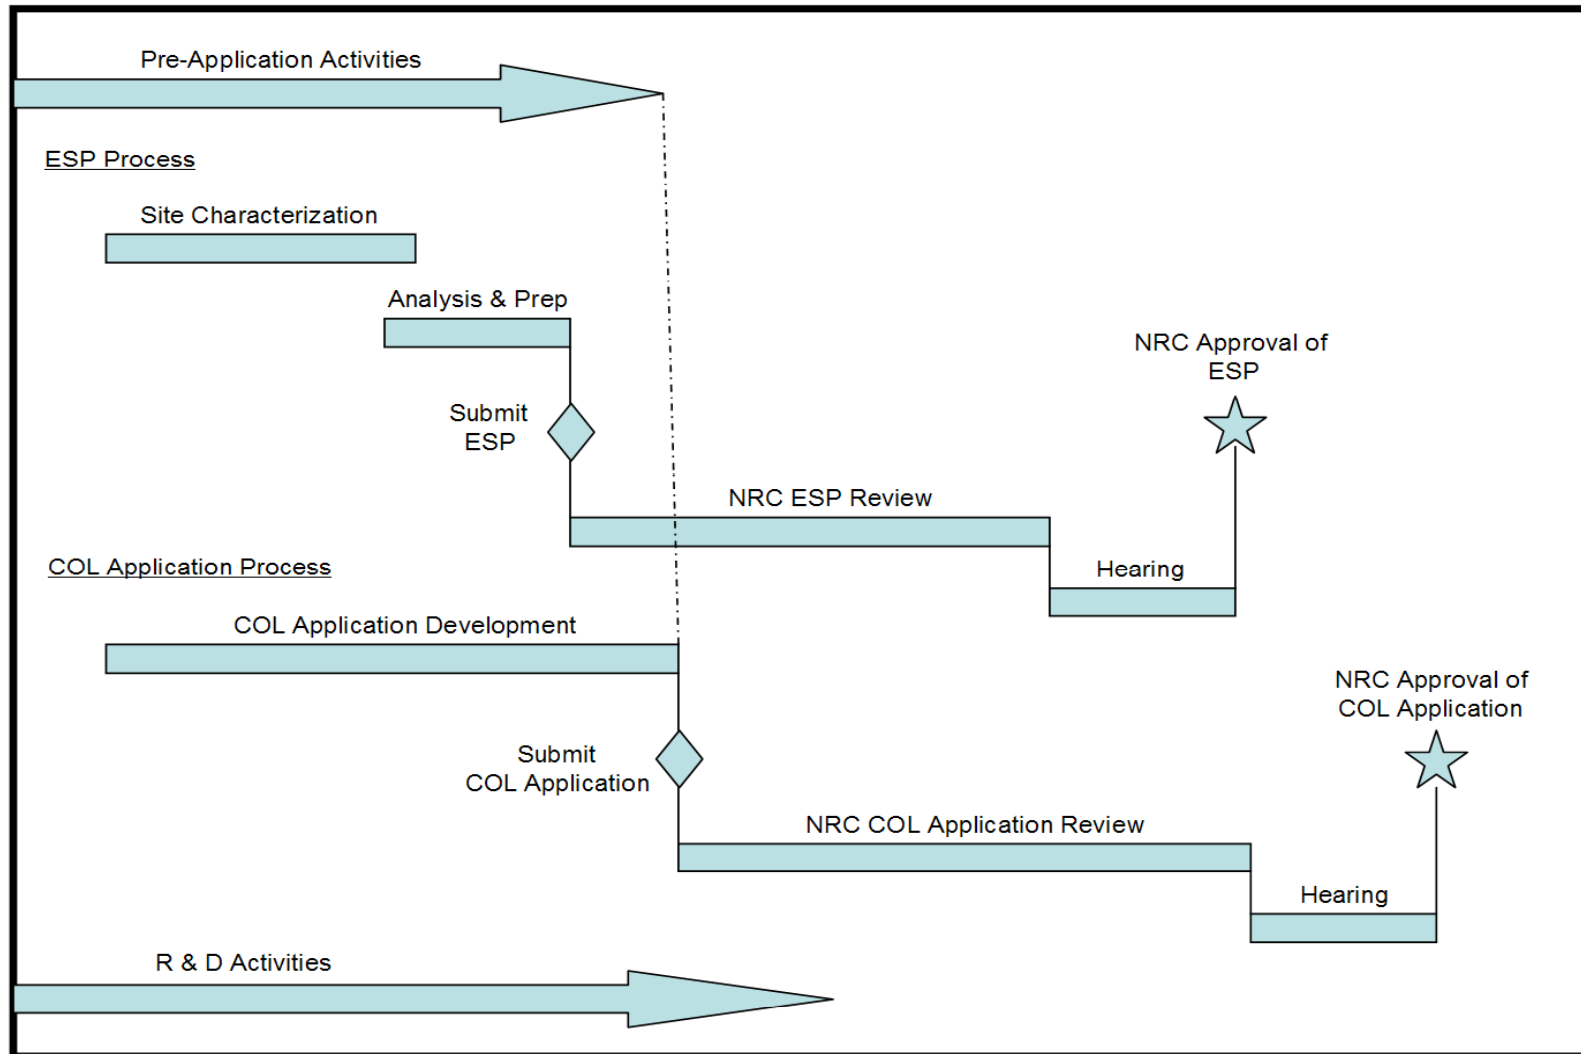 Pre-Application Activities
ESP Process
Site Characterization
Analysis & Prep
NRC Approval of
ESP
Submit
ESP
NRC ESP Review
COL Application Process
Hearing
COL Application Development
NRC Approval of
COL Application
Submit
COL Application
NRC COL Application Review
Hearing
R & D Activities